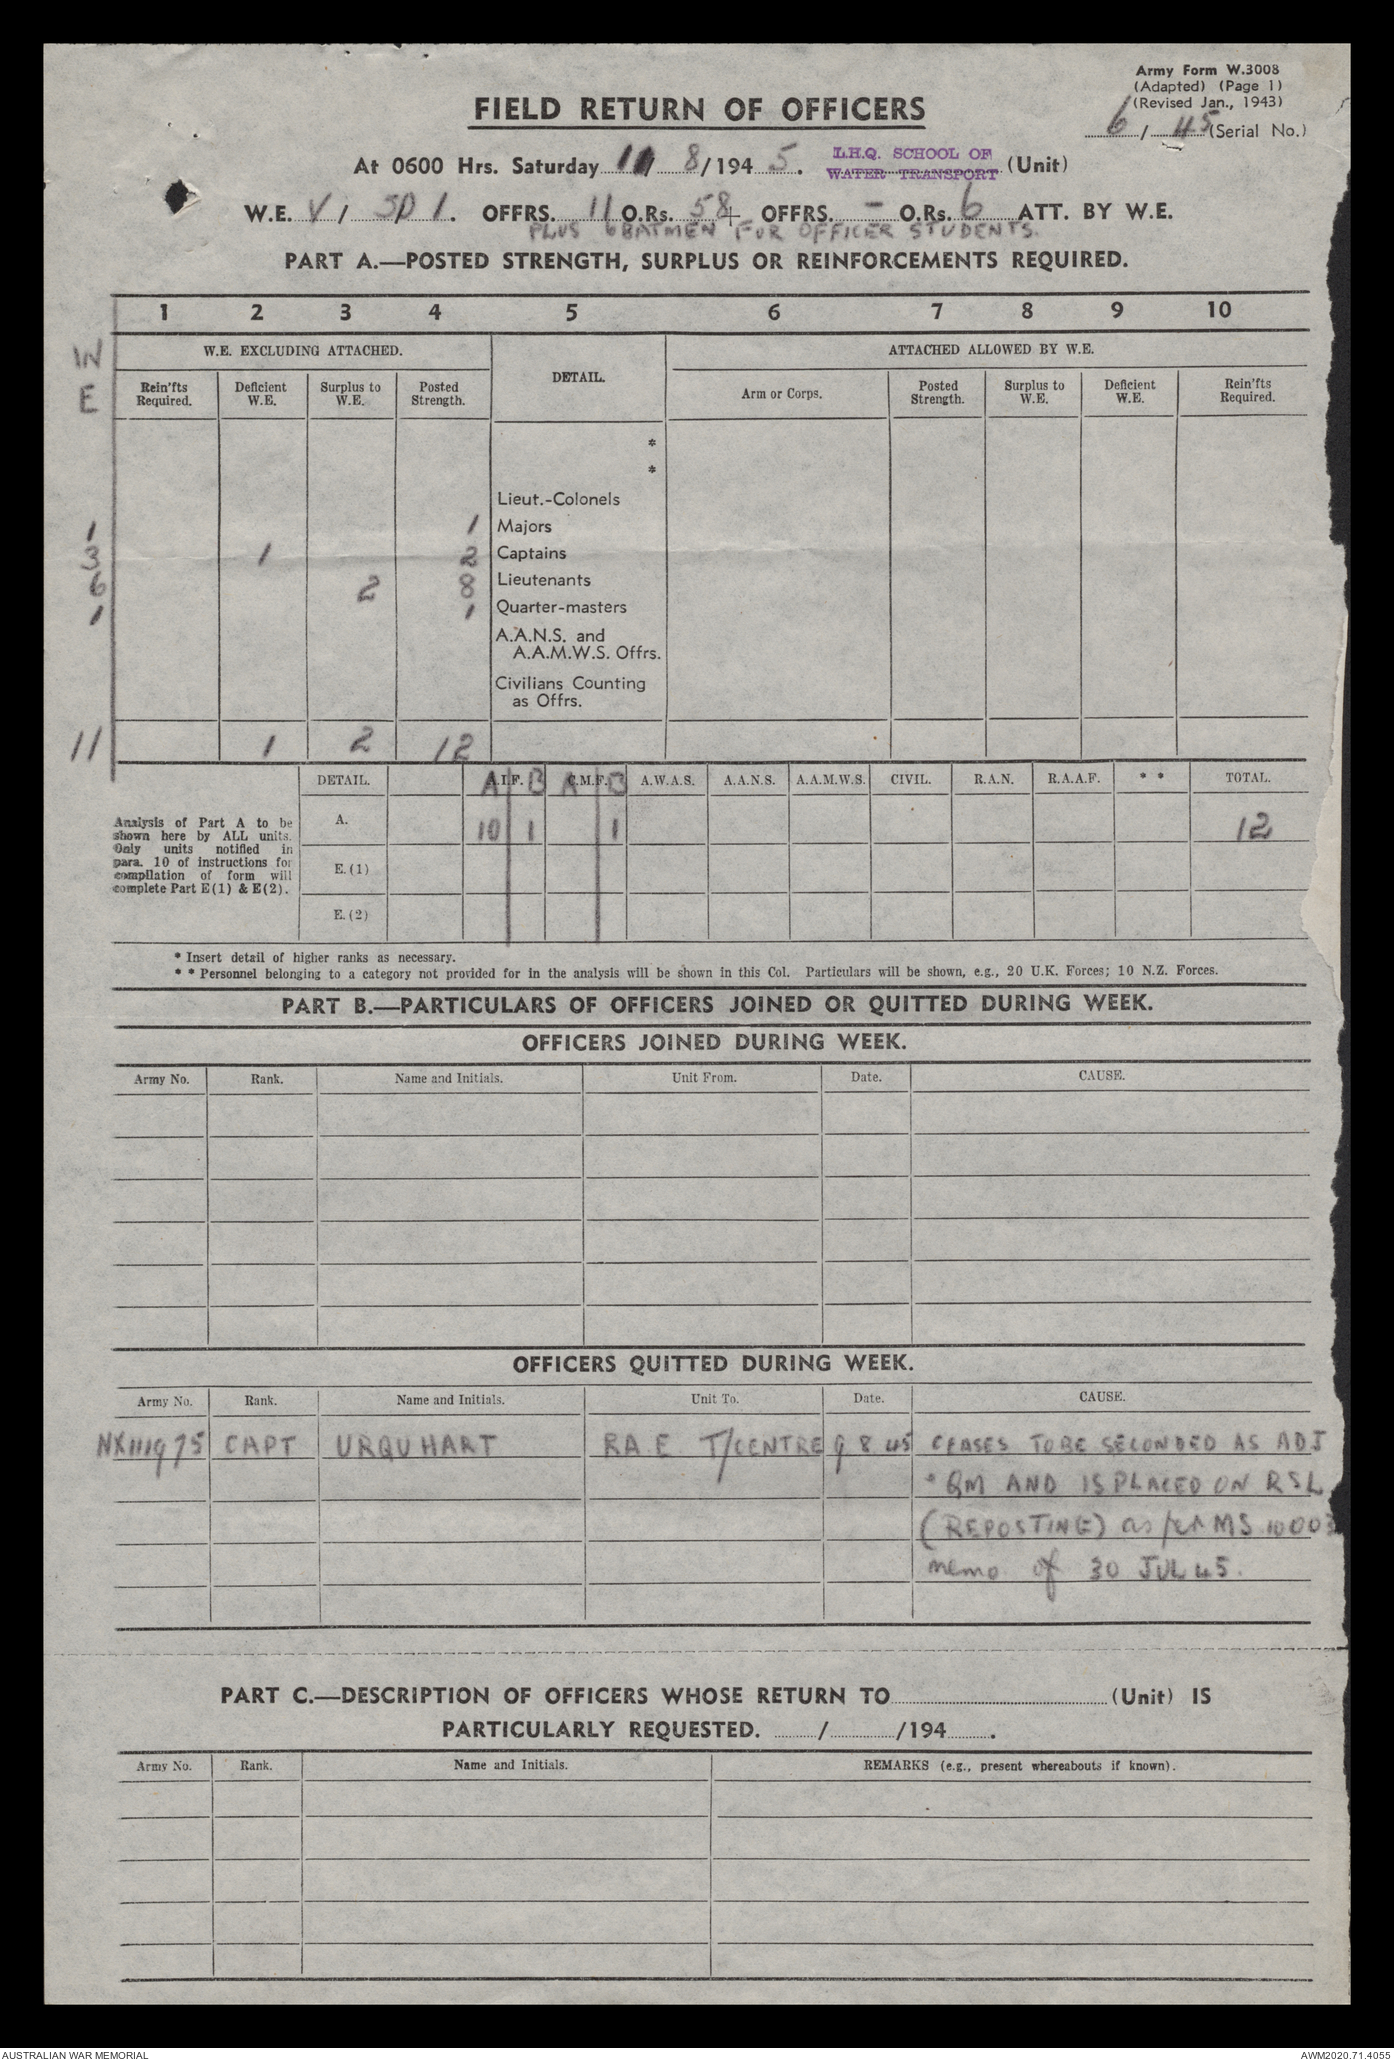 Army Form W.3008
(Adapted) (Page 1)
(Revised Jan., 1943)
6 / 45 (Serial No.)
FIELD RETURN OF OFFICERS
At 0600 Hrs. Saturday 11 / 8/194 5. L.H.Q. SCHOOL OF WATER TRANSPORT (Unit)
W.E. V / SD 1. OFFRS. 11 O.Rs. 58 + OFFRS. - O.Rs. 6 ATT. BY W.E.
PLUS 6 BATMEN FOR OFFICER STUDENTS.
PART A.—POSTED STRENGTH, SURPLUS OR REINFORCEMENTS REQUIRED.
1 2 3 4 5 6 7 8 9 10
W E
W.E. EXCLUDING ATTACHED. DETAIL. ATTACHED ALLOWED BY W.E.
Rein'fts Required. Deficient W.E. Surplus to W.E. Posted Strength. Arm or Corps. Posted Strength. Surplus to W.E. Deficient W.E. Rein'fts Required.
*
*
Lieut.-Colonels
1 1 Majors
3 1 2 Captains
6 2 8 Lieutenants
1 1 Quarter-masters
A.A.N.S. and
A.A.M.W.S. Offrs.
Civilians Counting
as Offrs.
11 1 2 12
DETAIL. A A.I.F. B A C.M.F. B A.W.A.S. A.A.N.S. A.A.M.W.S. CIVIL. R.A.N. R.A.A.F. * * TOTAL.
Analysis of Part A to be
shown here by ALL units.
Only units notified in
para. 10 of instructions for
compilation of form will
complete Part E(1) & E(2).
A. 10 1 1 12
E.(1)
E.(2)
* Insert detail of higher ranks as necessary.
* * Personnel belonging to a category not provided for in the analysis will be shown in this Col. Particulars will be shown, e.g., 20 U.K. Forces; 10 N.Z. Forces.
PART B.—PARTICULARS OF OFFICERS JOINED OR QUITTED DURING WEEK.
OFFICERS JOINED DURING WEEK.
Army No. Rank. Name and Initials. Unit From. Date. CAUSE.
OFFICERS QUITTED DURING WEEK.
Army No. Rank. Name and Initials. Unit To. Date. CAUSE.
NX111975 CAPT URQUHART RAE T/CENTRE 9 8 45 CEASES TO BE SECONDED AS ADJ
QM AND IS PLACED ON RSL
(REPOSTING) as per MS 10003
memo of 30 JUL 45.
PART C.—DESCRIPTION OF OFFICERS WHOSE RETURN TO (Unit) IS
PARTICULARLY REQUESTED. / /194 .
Army No. Rank. Name and Initials. REMARKS (e.g., present whereabouts if known).
AUSTRALIAN WAR MEMORIAL AWM2020.71.4055